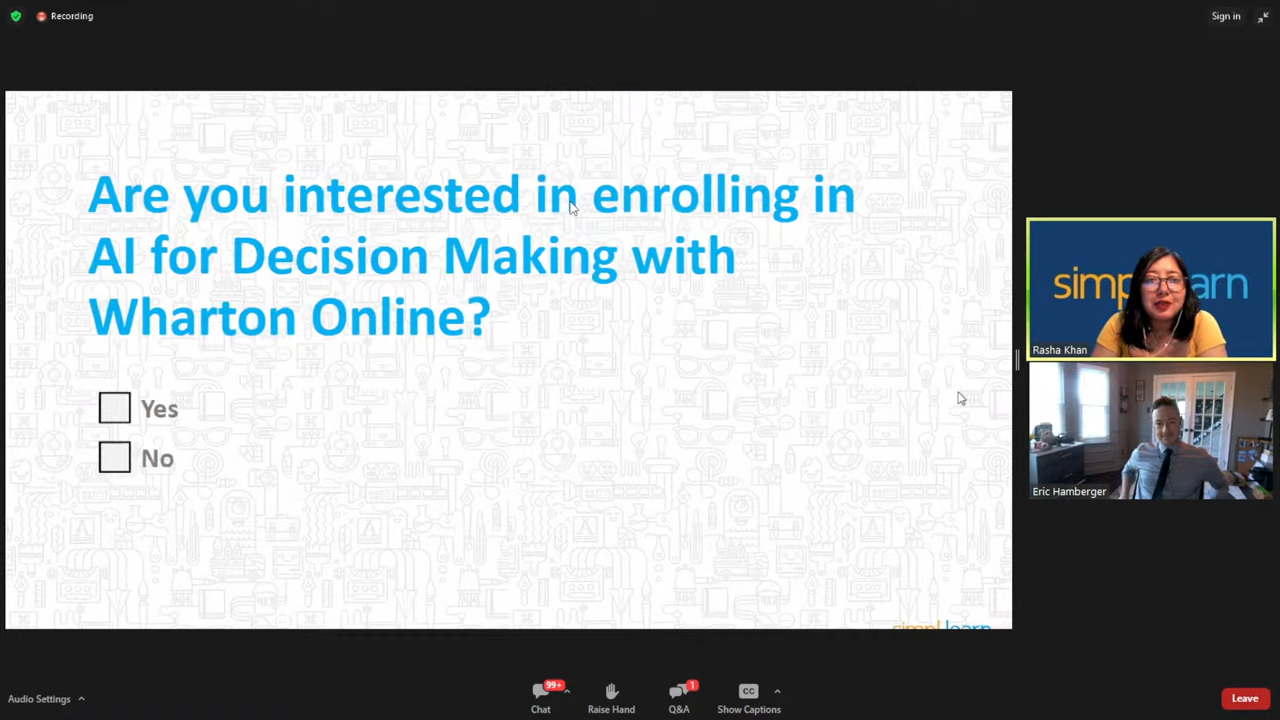 Recording
Sign in
Are you interested in enrolling in
AI for Decision Making with
Wharton Online?
Yes
No
simplilearn
Rasha Khan
Eric Hamberger
Audio Settings
99+
Chat
Raise Hand
1
Q&A
CC
Show Captions
Leave